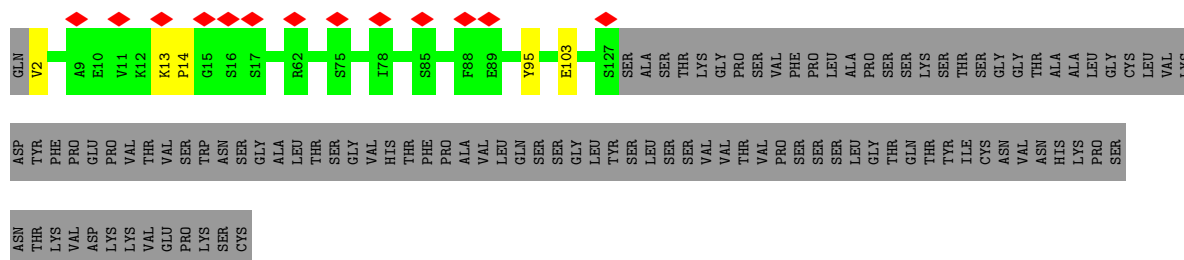 GLN V2 A9 E10 V11 K12 K13 P14 G15 S16 S17 R62 S75 I78 S85 F88 E89 Y95 E103 S127 SER ALA SER THR LYS GLY PRO SER VAL PHE PRO LEU ALA PRO SER SER LYS SER THR SER GLY GLY THR ALA ALA LEU GLY CYS LEU VAL LYS
ASP TYR PHE PRO GLU PRO VAL THR VAL SER TRP ASN SER GLY ALA LEU THR SER GLY VAL HIS THR PHE PRO ALA VAL LEU GLN SER SER GLY LEU TYR SER LEU SER SER VAL VAL THR VAL PRO SER SER SER LEU GLY THR GLN THR TYR ILE CYS ASN VAL ASN HIS LYS PRO SER
ASN THR LYS VAL ASP LYS LYS VAL GLU PRO LYS SER CYS